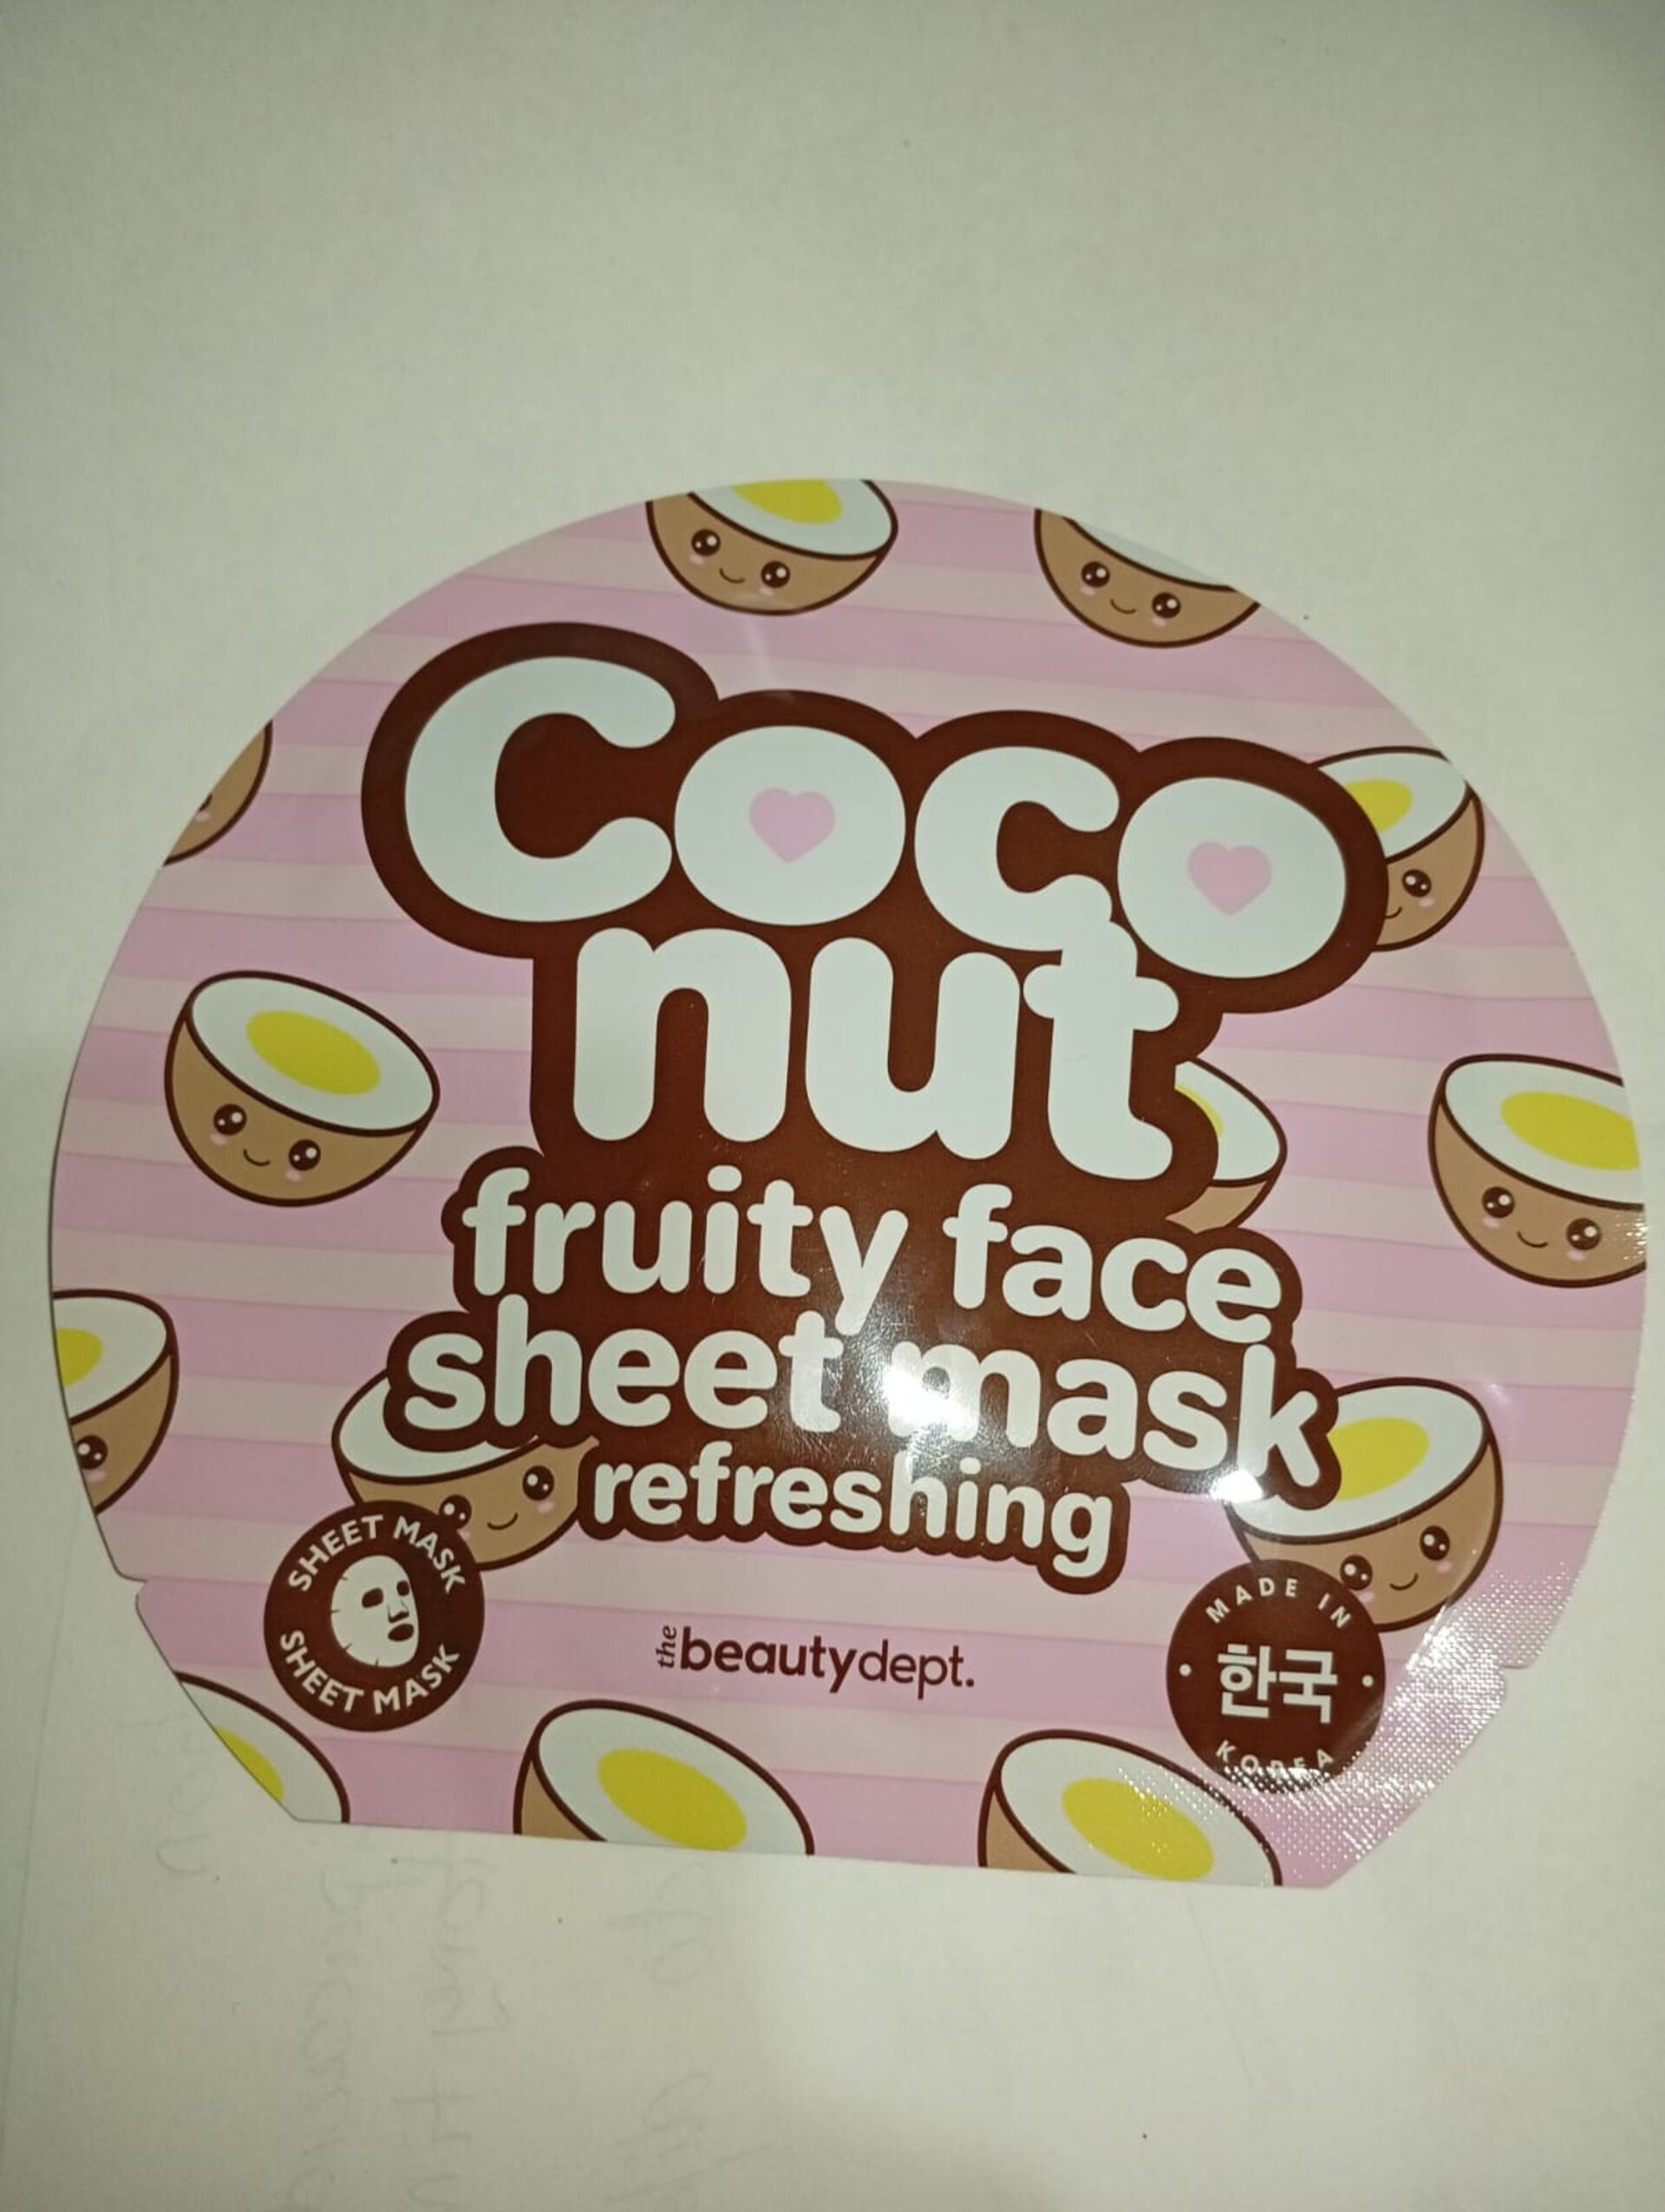 Coco
nut
fruity face
sheet mask
refreshing
SHEET MASK
SHEET MASK
the beautydept.
MADE IN
한국
KOREA